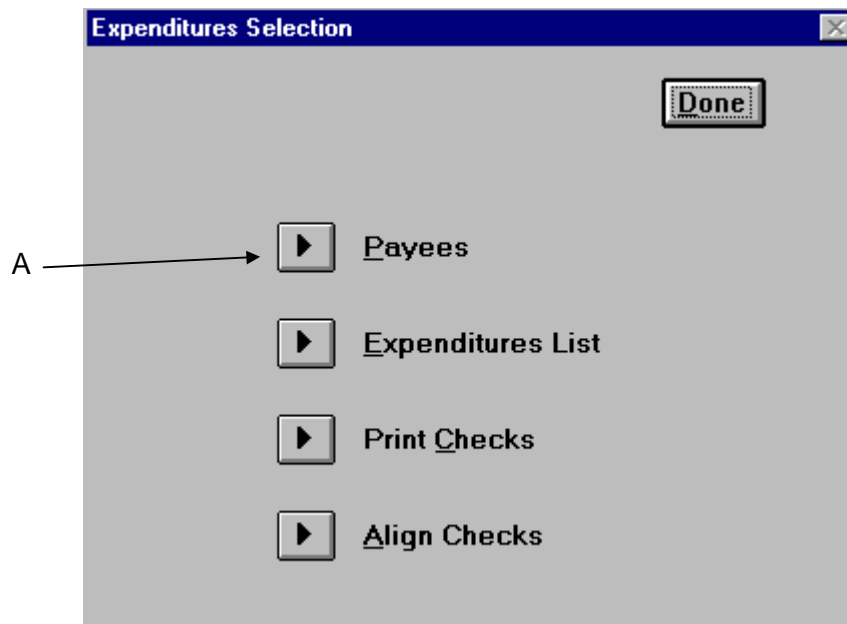 Expenditures Selection
Done
A
Payees
Expenditures List
Print Checks
Align Checks